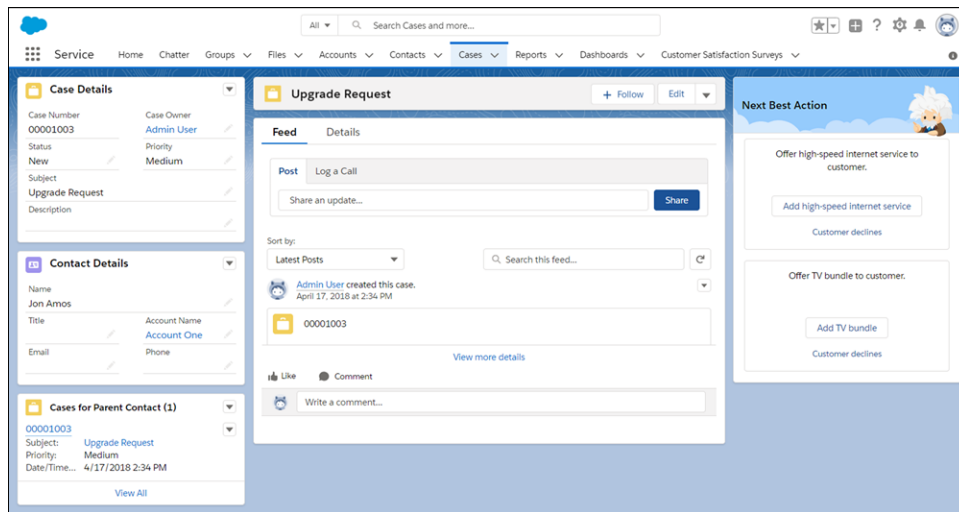 All
Search Cases and more...
Service
Home
Chatter
Groups
Files
Accounts
Contacts
Cases
Reports
Dashboards
Customer Satisfaction Surveys
Case Details
Case Number
Case Owner
00001003
Admin User
Status
Priority
New
Medium
Subject
Upgrade Request
Description
Contact Details
Name
Jon Amos
Title
Account Name
Account One
Email
Phone
Cases for Parent Contact (1)
00001003
Subject: Upgrade Request
Priority: Medium
Date/Time... 4/17/2018 2:34 PM
View All
Upgrade Request
+ Follow
Edit
Feed
Details
Post
Log a Call
Share an update...
Share
Sort by:
Latest Posts
Search this feed...
Admin User created this case.
April 17, 2018 at 2:34 PM
00001003
View more details
Like
Comment
Write a comment...
Next Best Action
Offer high-speed internet service to
customer.
Add high-speed internet service
Customer declines
Offer TV bundle to customer.
Add TV bundle
Customer declines